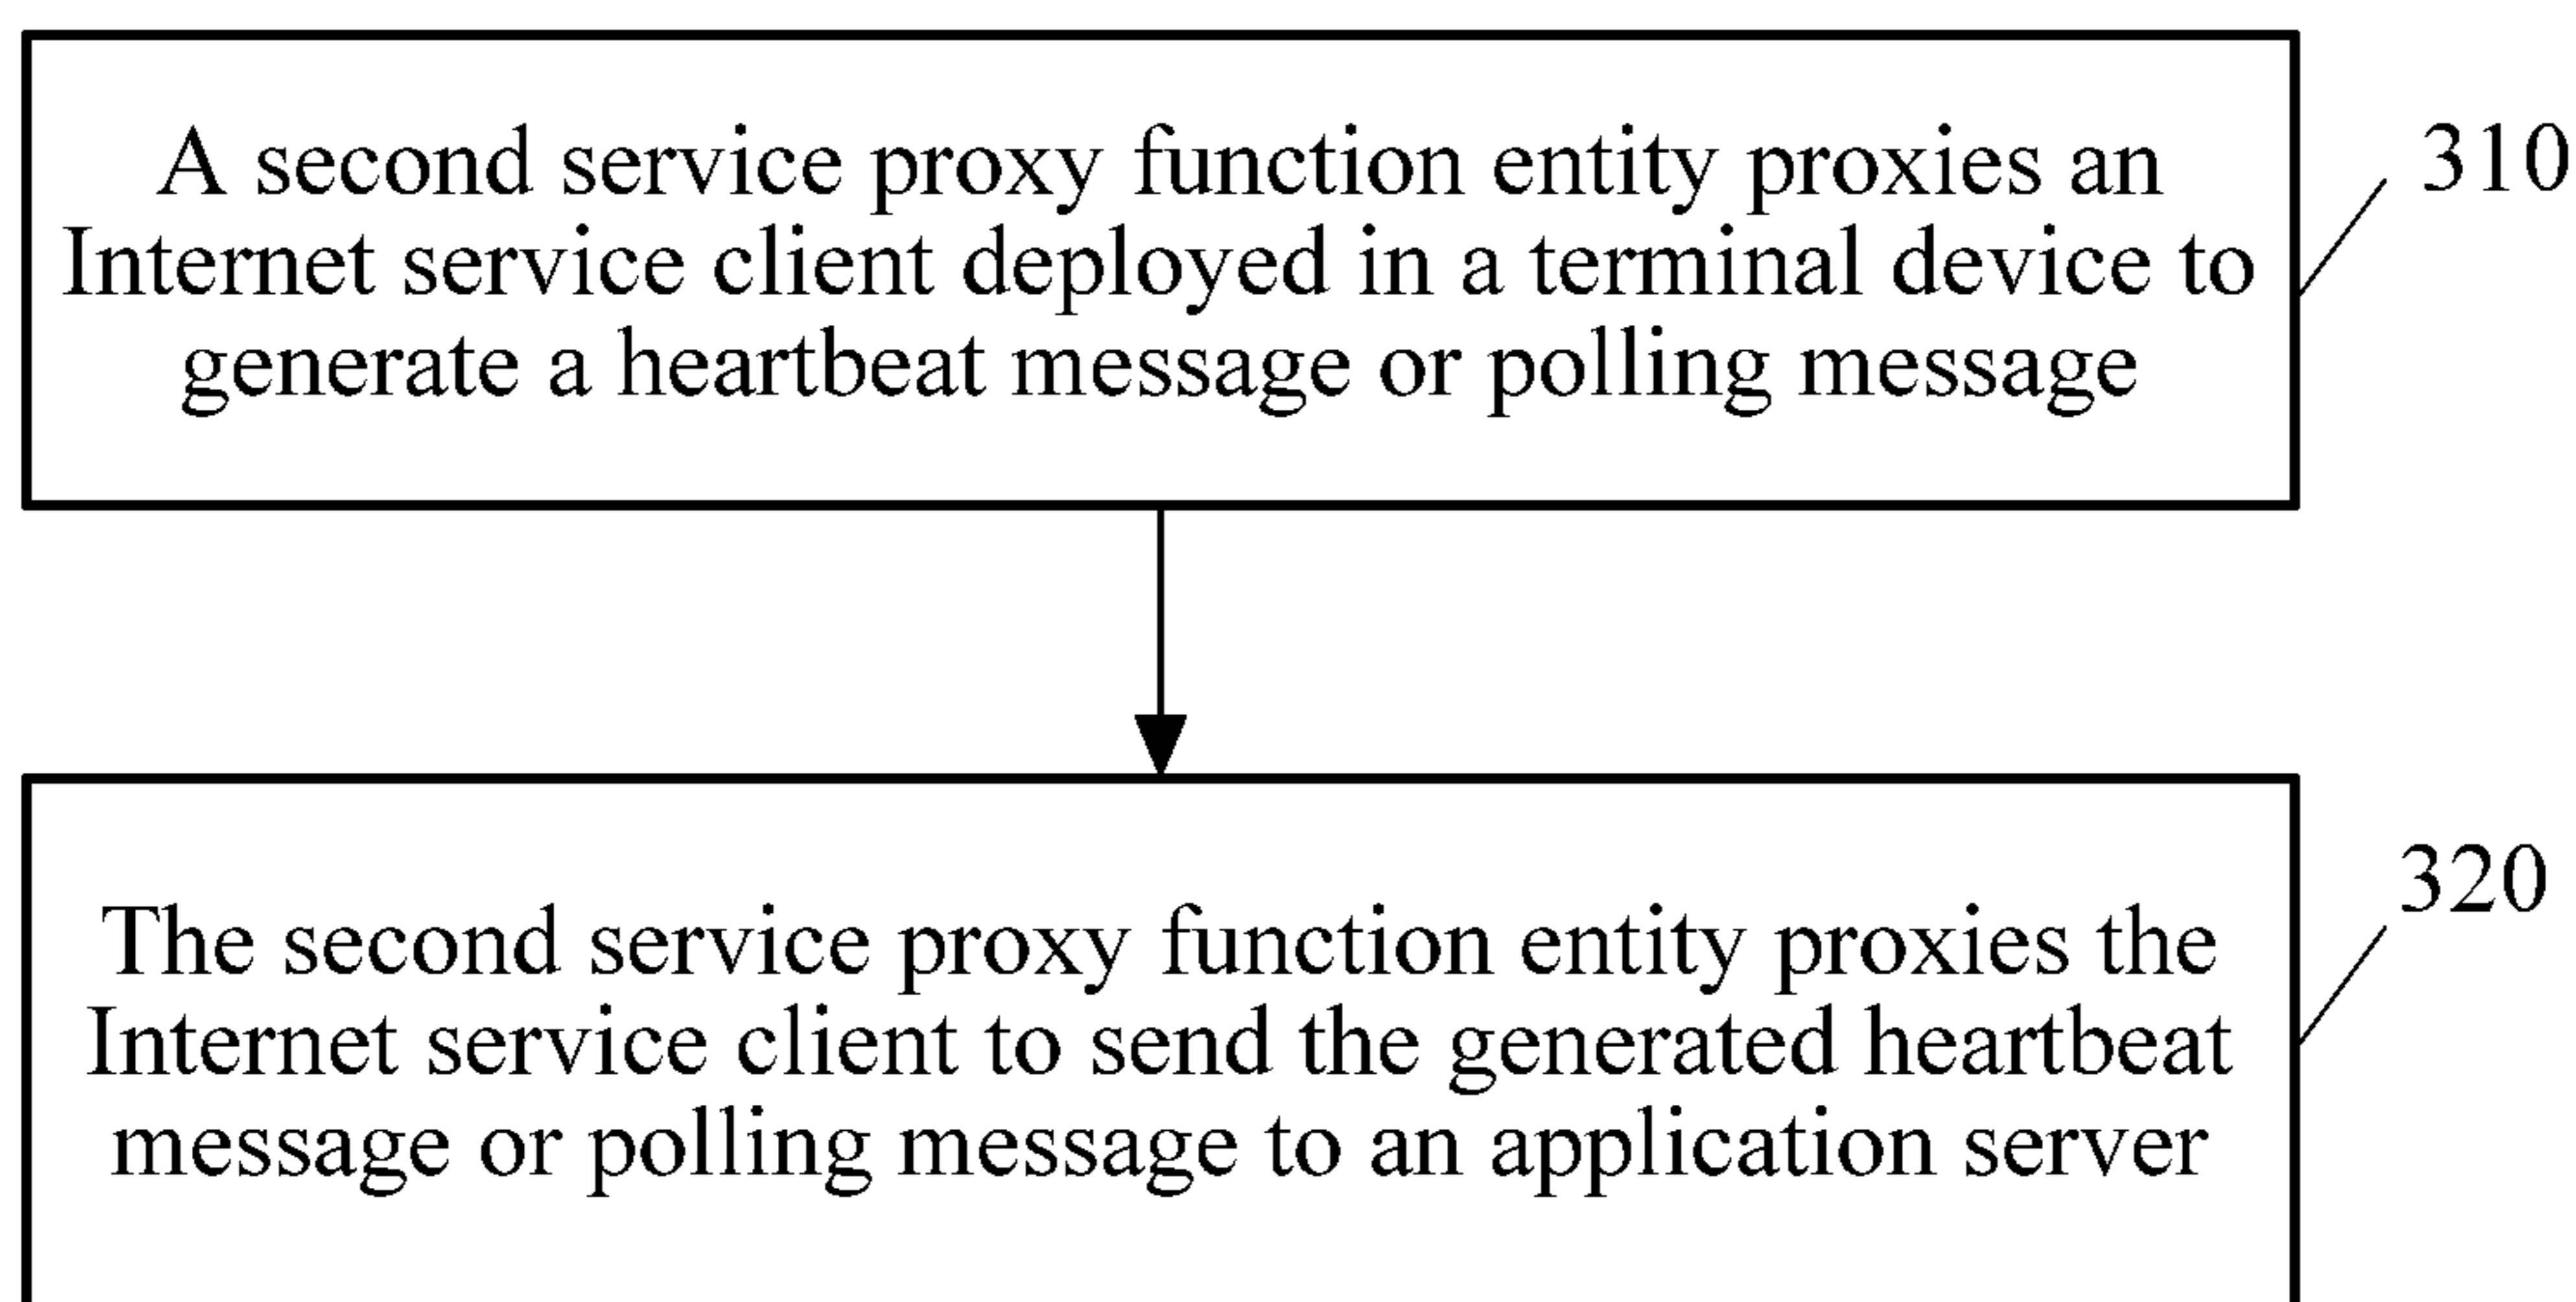 A second service proxy function entity proxies an
Internet service client deployed in a terminal device to
generate a heartbeat message or polling message
310
The second service proxy function entity proxies the
Internet service client to send the generated heartbeat
message or polling message to an application server
320